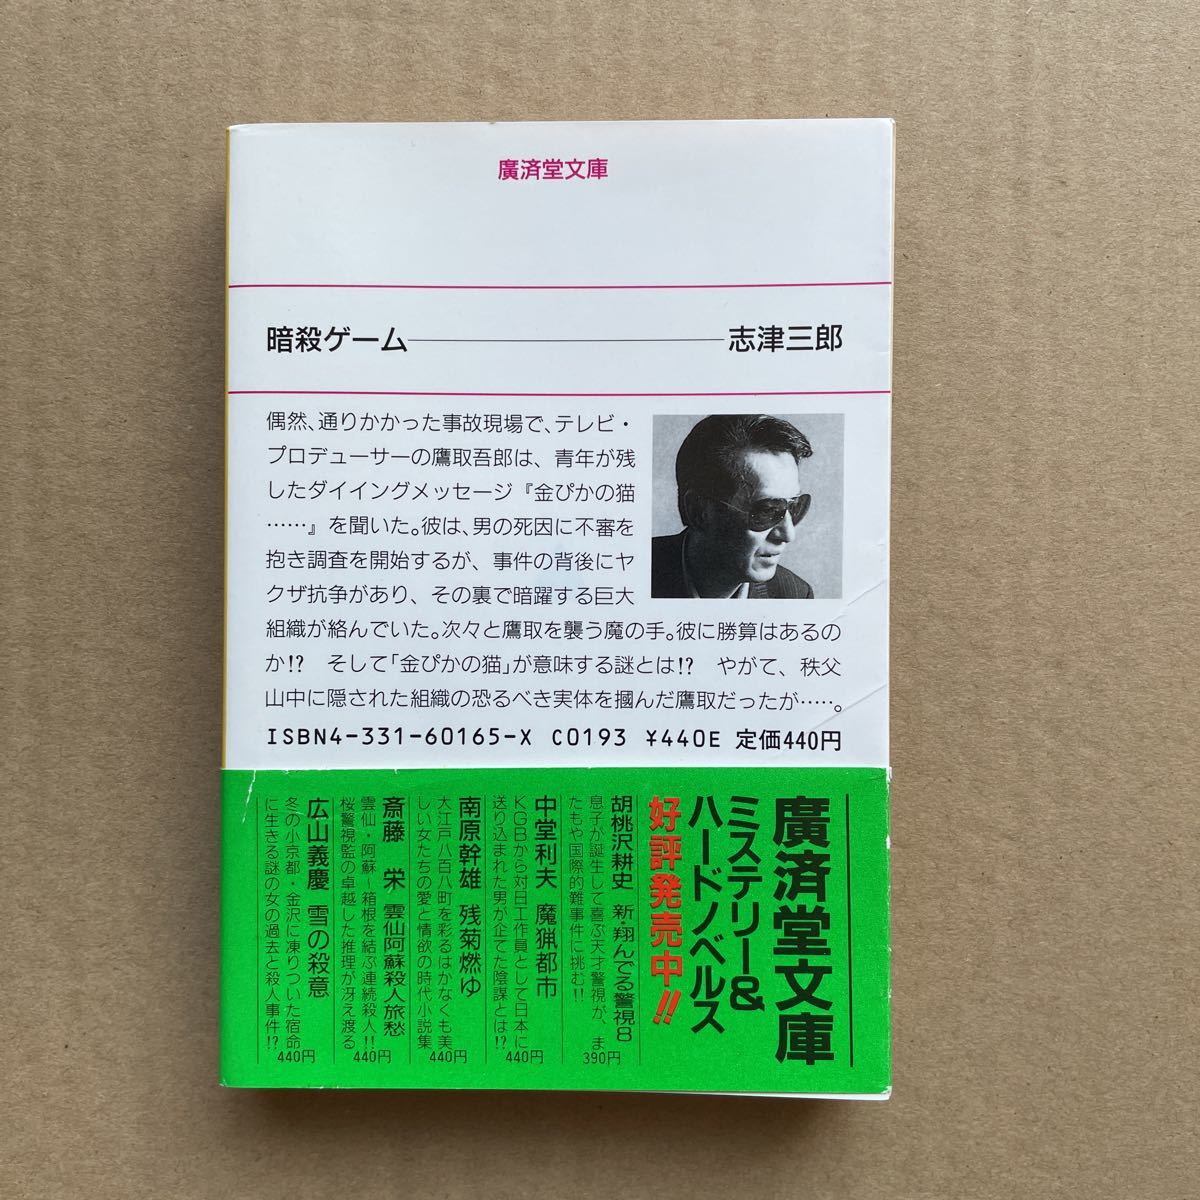 廣済堂文庫
暗殺ゲーム――――――――志津三郎
偶然、通りかかった事故現場で、テレビ・
プロデューサーの鷹取吾郎は、青年が残
したダイイングメッセージ『金ぴかの猫
……』を聞いた。彼は、男の死因に不審を
抱き調査を開始するが、事件の背後にヤ
クザ抗争があり、その裏で暗躍する巨大
組織が絡んでいた。次々と鷹取を襲う魔の手。彼に勝算はあるの
か!? そして「金ぴかの猫」が意味する謎とは!? やがて、秩父
山中に隠された組織の恐るべき実体を摑んだ鷹取だったが……。
ISBN4-331-60165-X C0193 ¥440E 定価440円
廣済堂文庫
ミステリー&
ハードノベルス
好評発売中!!
胡桃沢耕史 新・翔んでる警視8
息子が誕生して喜ぶ天才警視が、ま
たもや国際的難事件に挑む!! 390円
中堂利夫 魔猟都市
KGBから対日工作員として日本に
送り込まれた男が企てた陰謀とは!? 440円
南原幹雄 残菊燃ゆ
大江戸八百八町を彩るはかなくも美
しい女たちの愛と情欲の時代小説集 440円
斎藤 栄 雲仙阿蘇殺人旅愁
雲仙・阿蘇―箱根を結ぶ連続殺人!!
桜警視監の卓越した推理が冴え渡る 440円
広山義慶 雪の殺意
冬の小京都・金沢に凍りついた宿命
に生きる謎の女の過去と殺人事件!? 440円